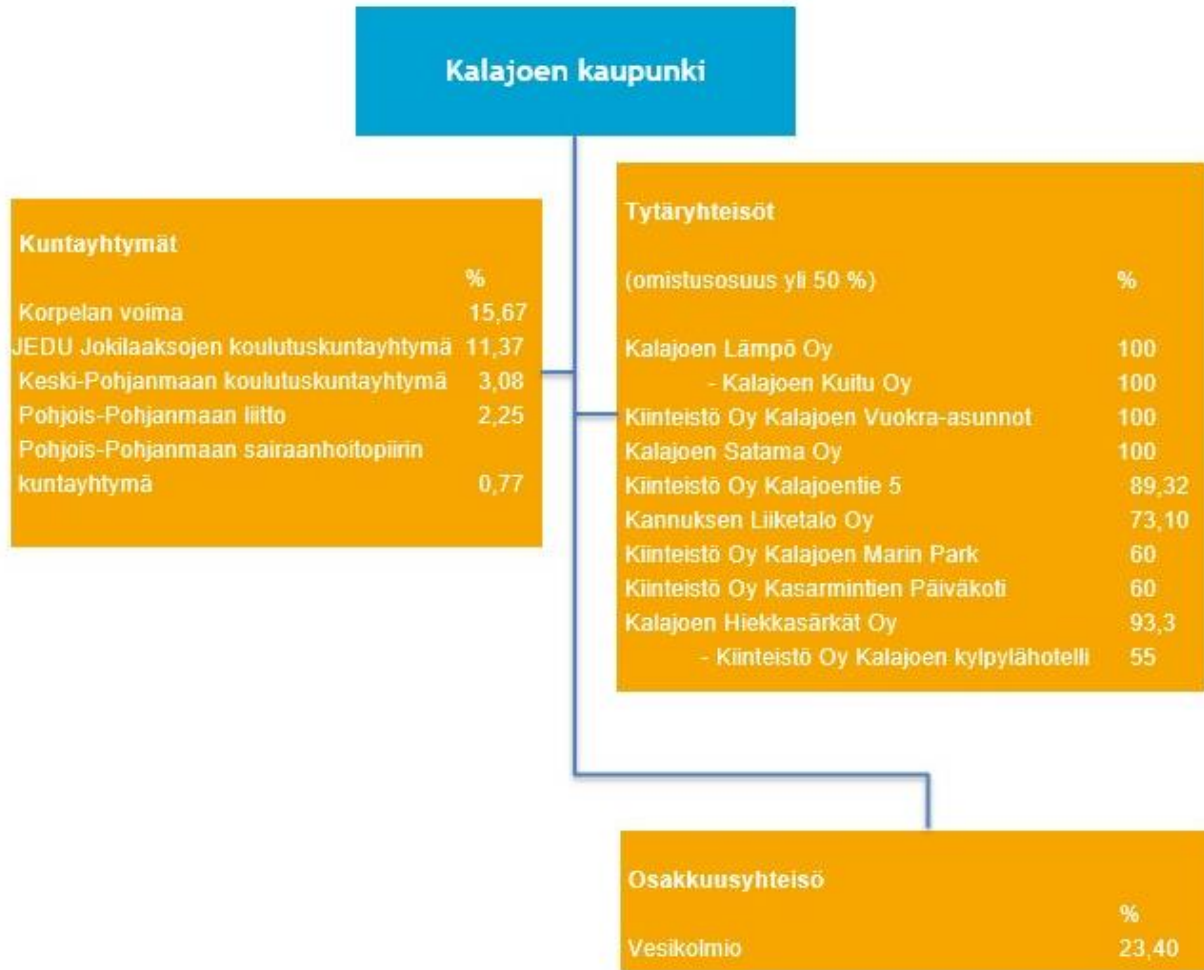 Kalajoen kaupunki
Kuntayhtymät
%
Korpelan voima 15,67
JEDU Jokilaaksojen koulutuskuntayhtymä 11,37
Keski-Pohjanmaan koulutuskuntayhtymä 3,08
Pohjois-Pohjanmaan liitto 2,25
Pohjois-Pohjanmaan sairaanhoitopiirin
kuntayhtymä 0,77
Tytäryhteisöt
(omistusosuus yli 50 %) %
Kalajoen Lämpö Oy 100
- Kalajoen Kuitu Oy 100
Kiinteistö Oy Kalajoen Vuokra-asunnot 100
Kalajoen Satama Oy 100
Kiinteistö Oy Kalajoentie 5 89,32
Kannuksen Liiketalo Oy 73,10
Kiinteistö Oy Kalajoen Marin Park 60
Kiinteistö Oy Kasarmintien Päiväkoti 60
Kalajoen Hiekkasärkät Oy 93,3
- Kiinteistö Oy Kalajoen kylpylähotelli 55
Osakkuusyhteisö
%
Vesikolmio 23,40